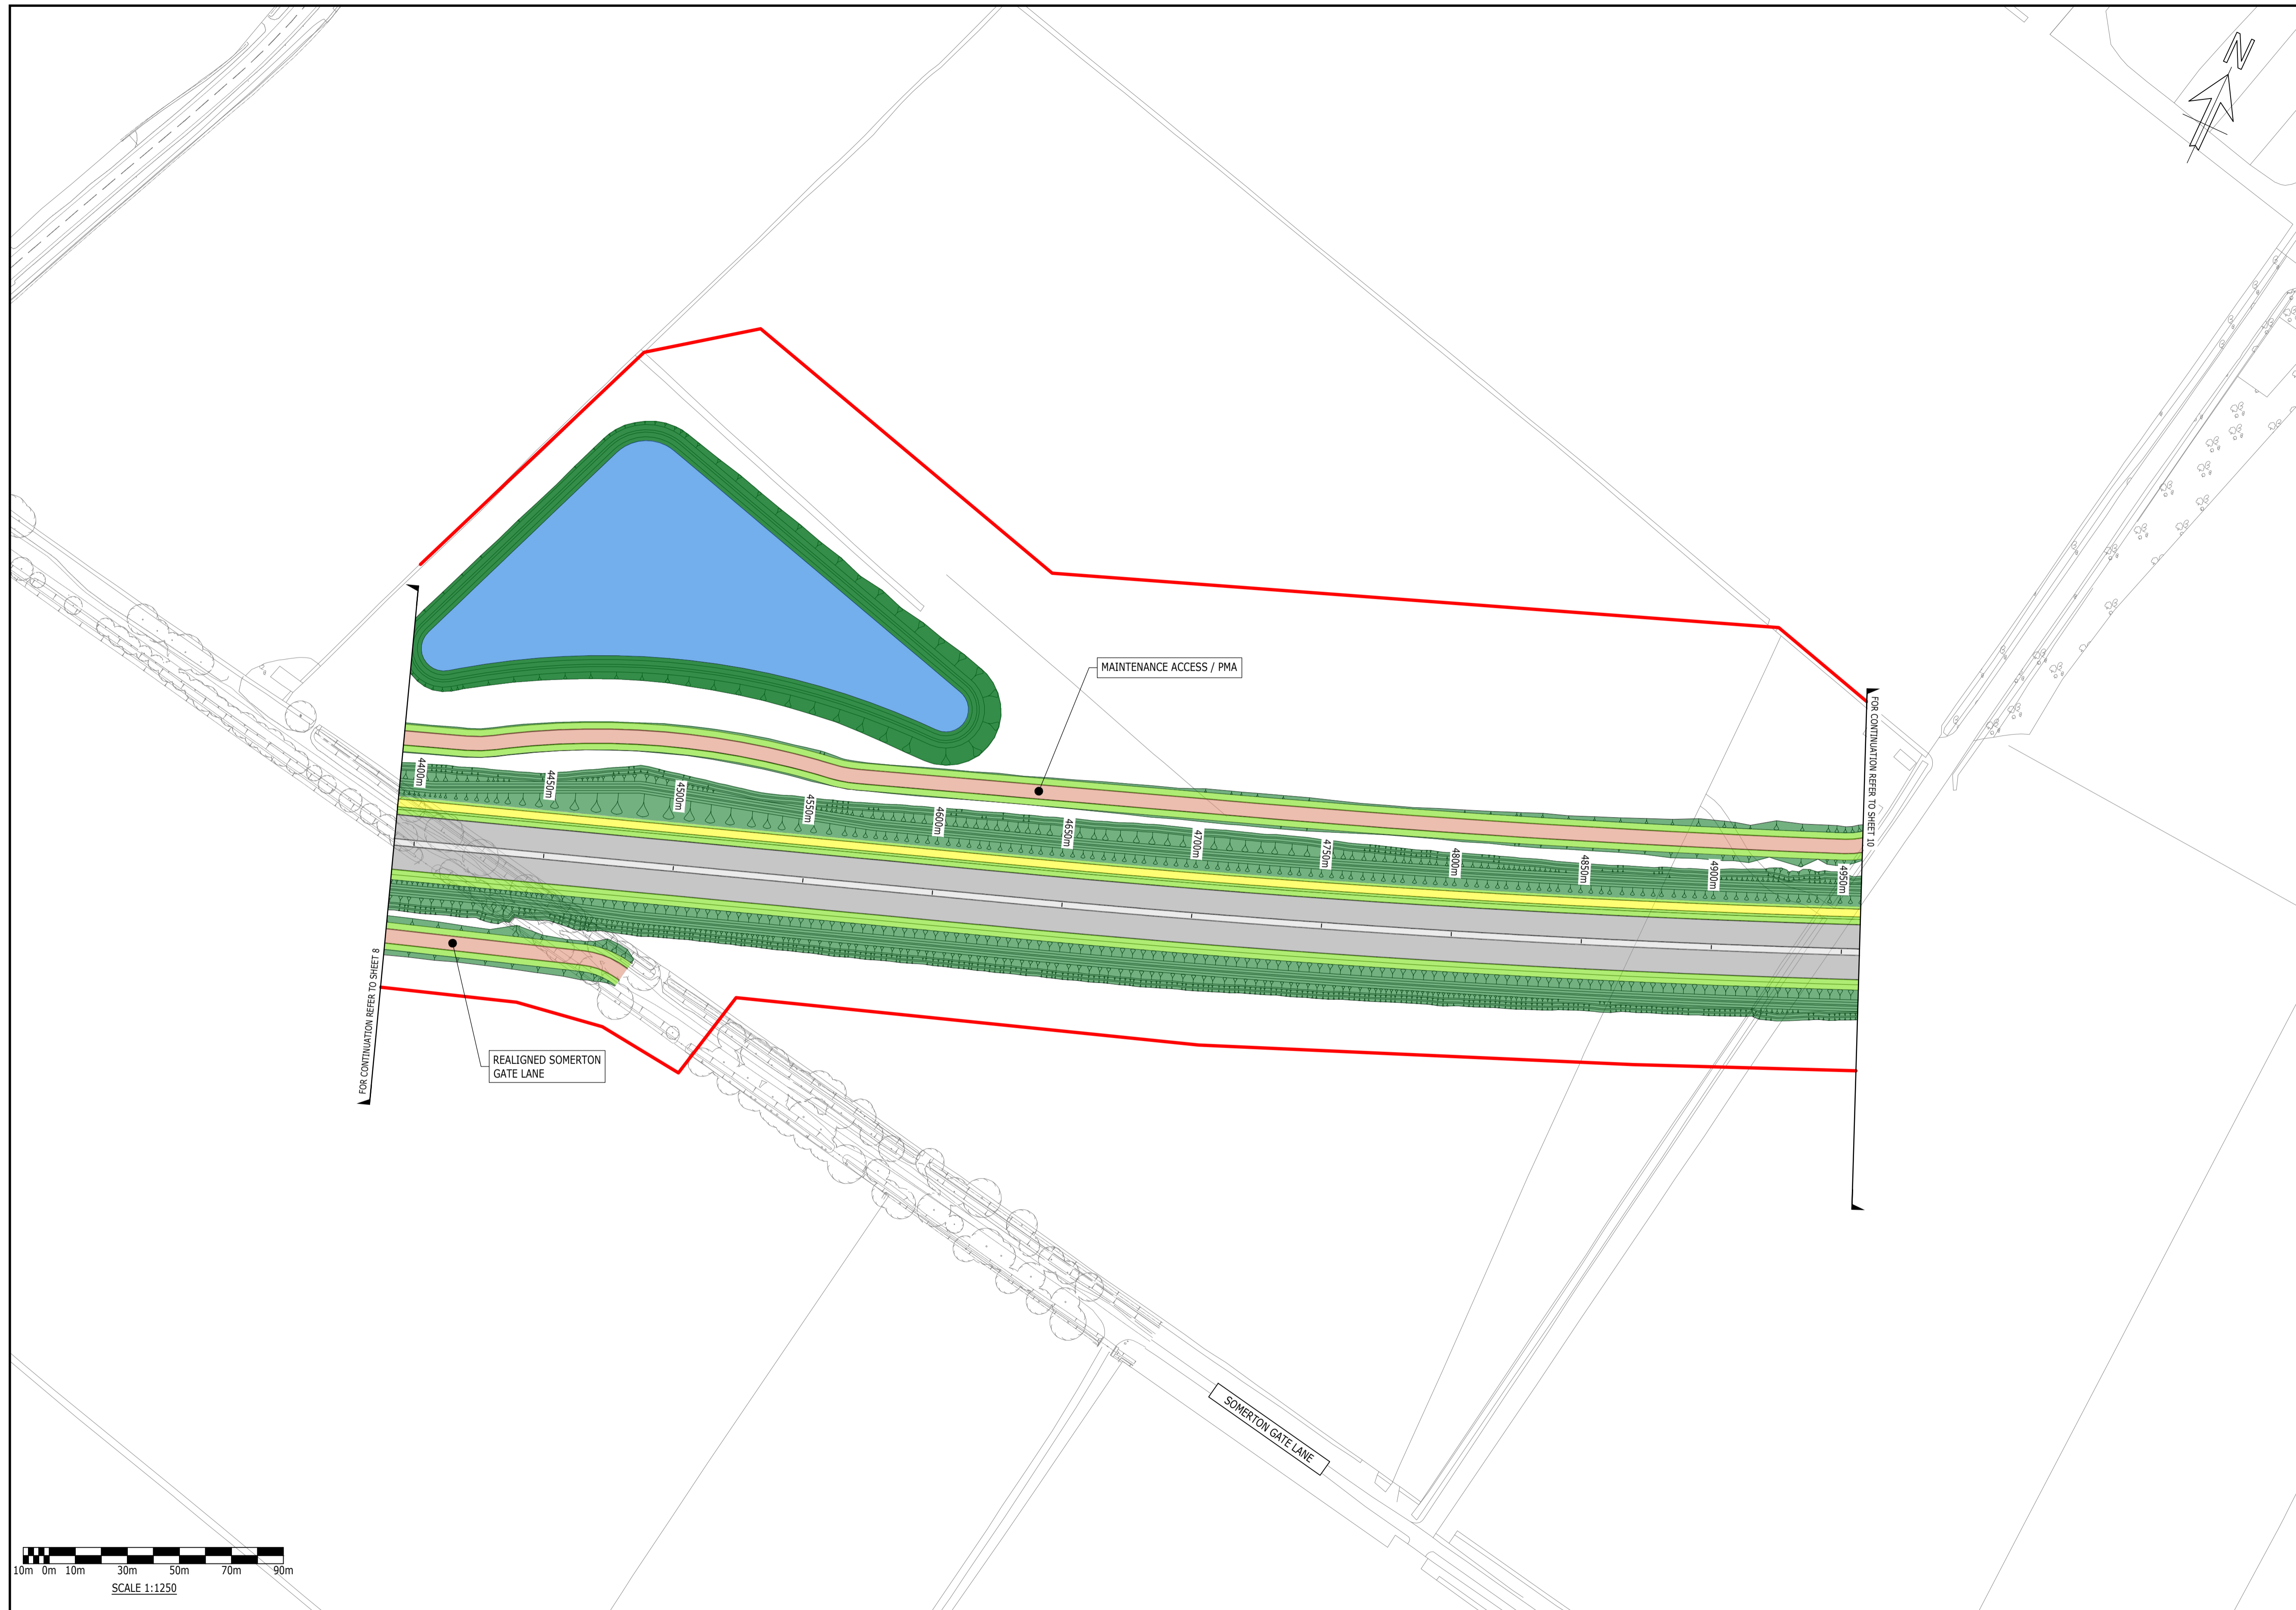 N
MAINTENANCE ACCESS / PMA
FOR CONTINUATION REFER TO SHEET 10
4400m
4450m
4500m
4550m
4600m
4650m
4700m
4750m
4800m
4850m
4900m
4950m
FOR CONTINUATION REFER TO SHEET 8
REALIGNED SOMERTON
GATE LANE
SOMERTON GATE LANE
10m 0m 10m 30m 50m 70m 90m
SCALE 1:1250